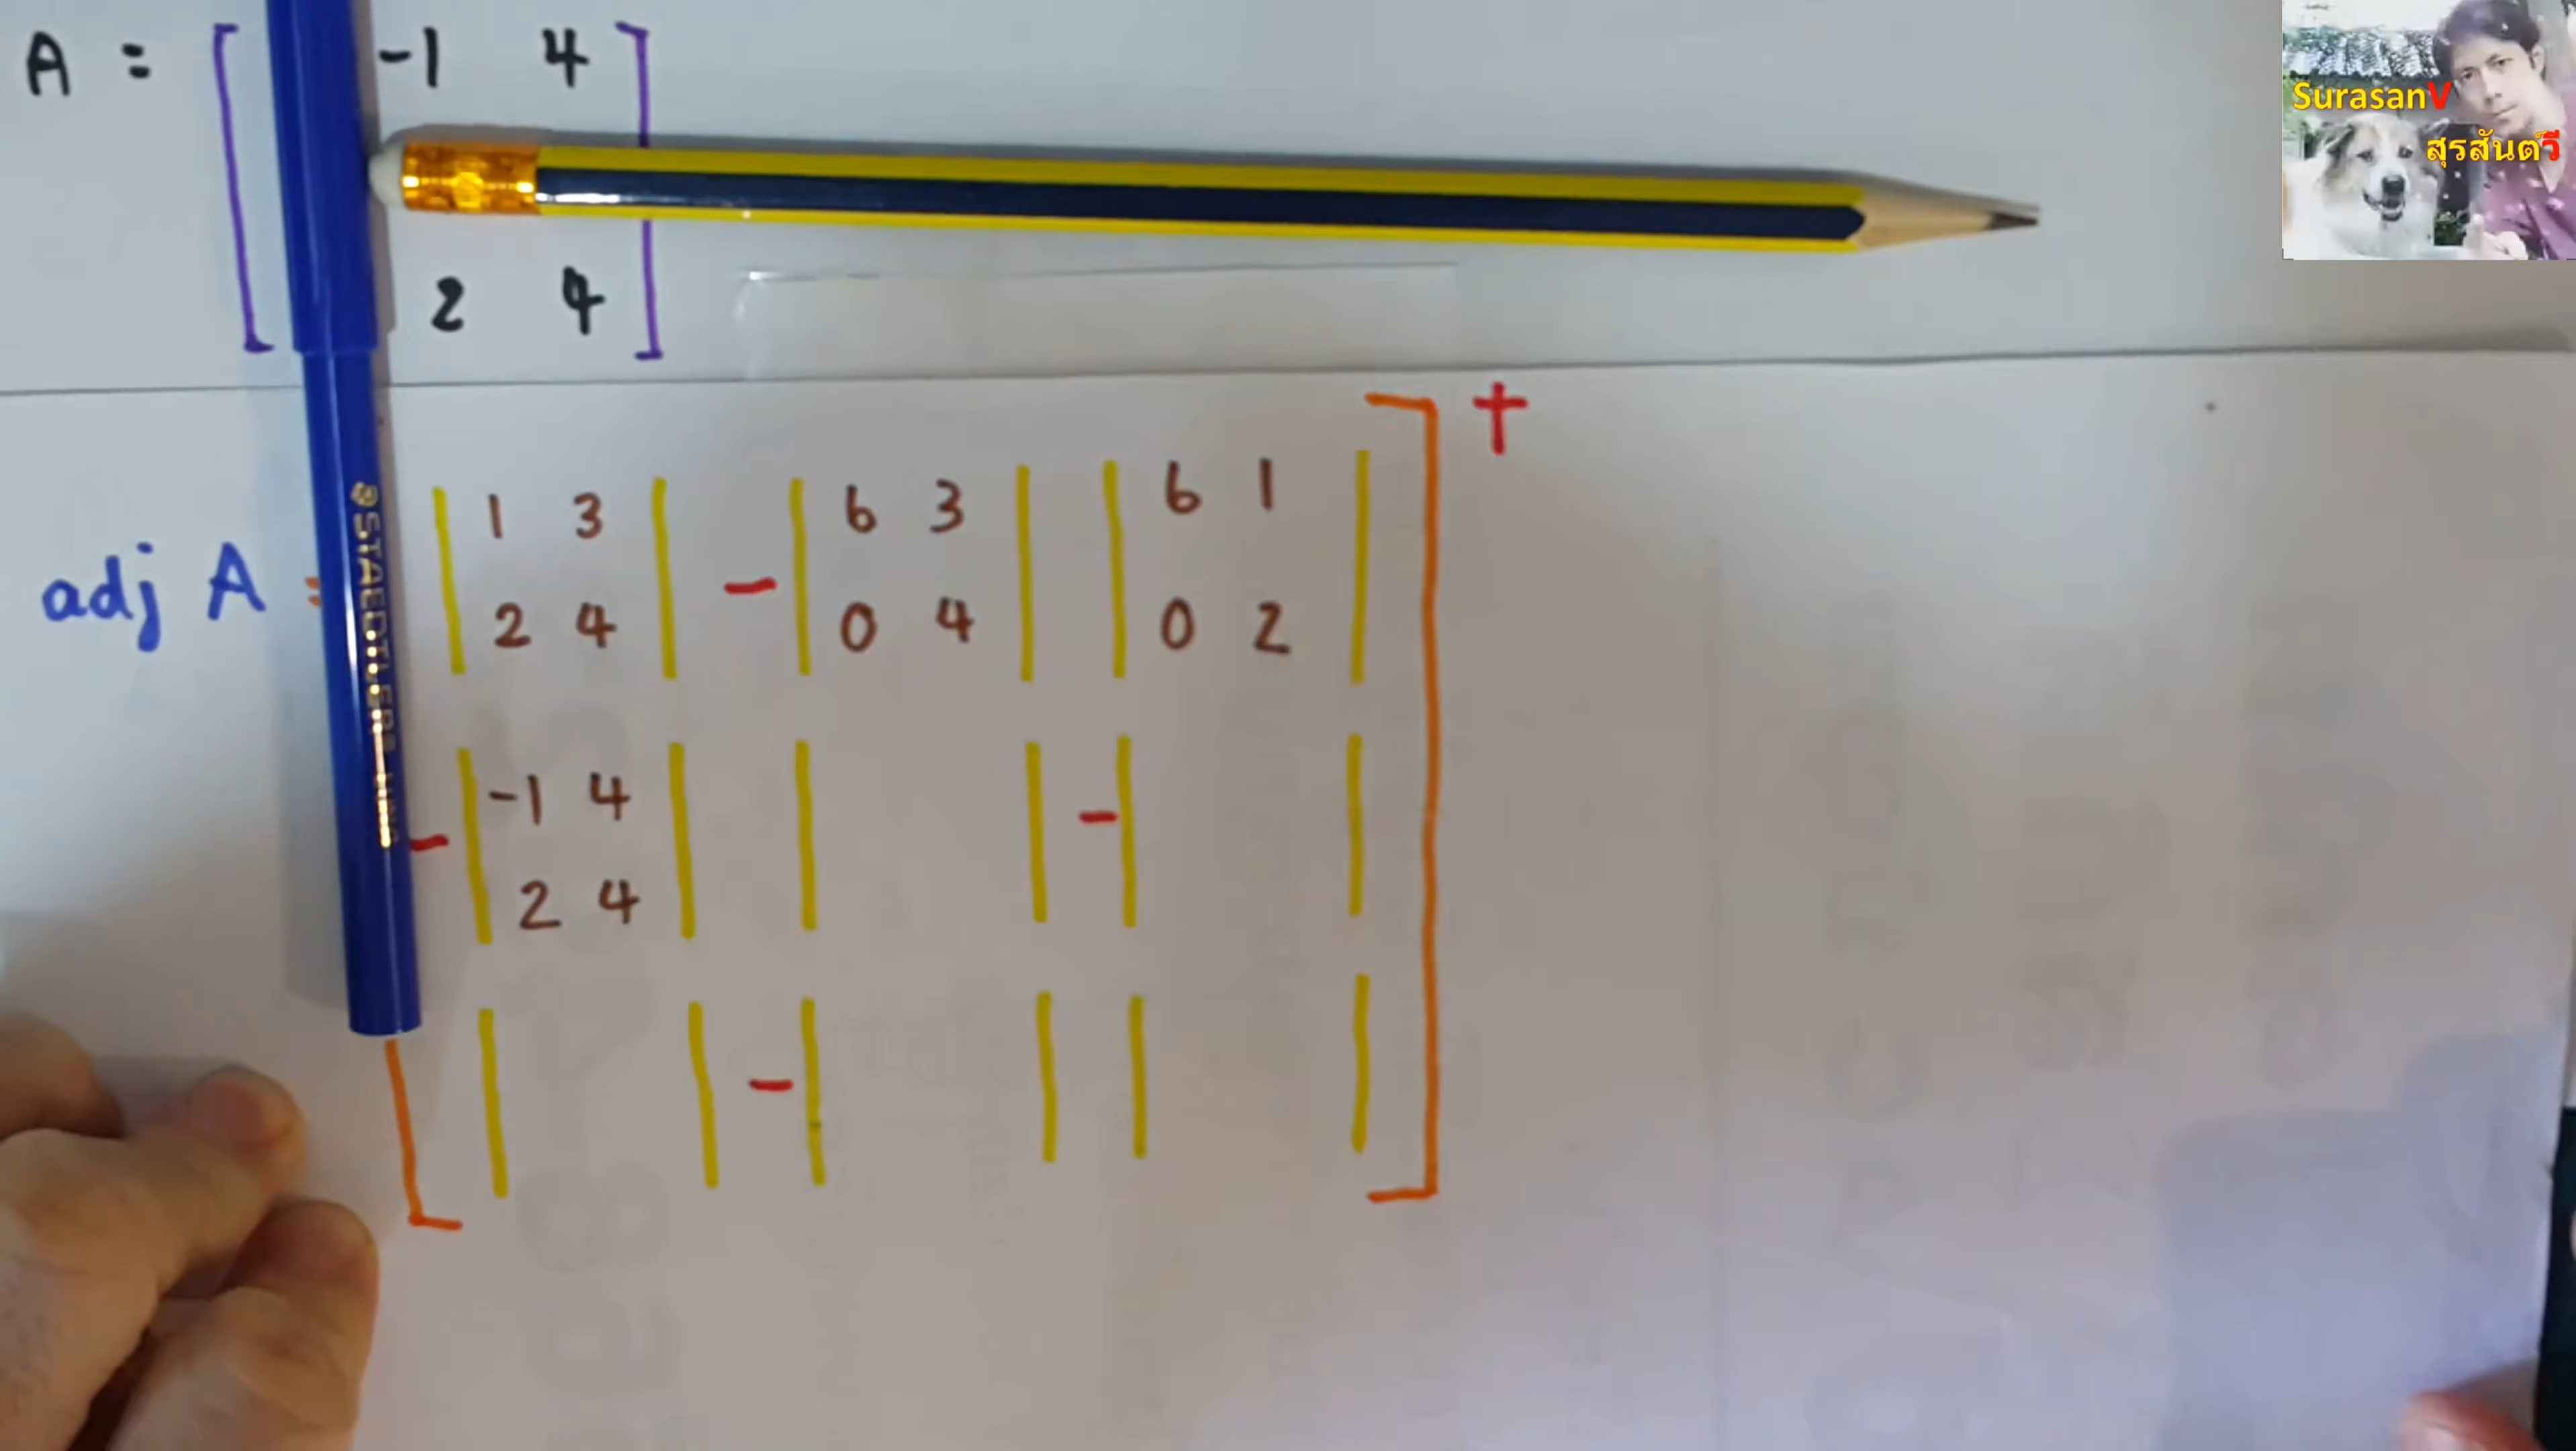 A = [ -1 4 ]
2 4
SurasanV
สุรสันต์วี
t
STAEDTLER
adj A =
| 1 3 | - | 6 3 | | 6 1 |
| 2 4 | | 0 4 | | 0 2 |
- | -1 4 | | | - | |
| 2 4 |
| | - | | | |